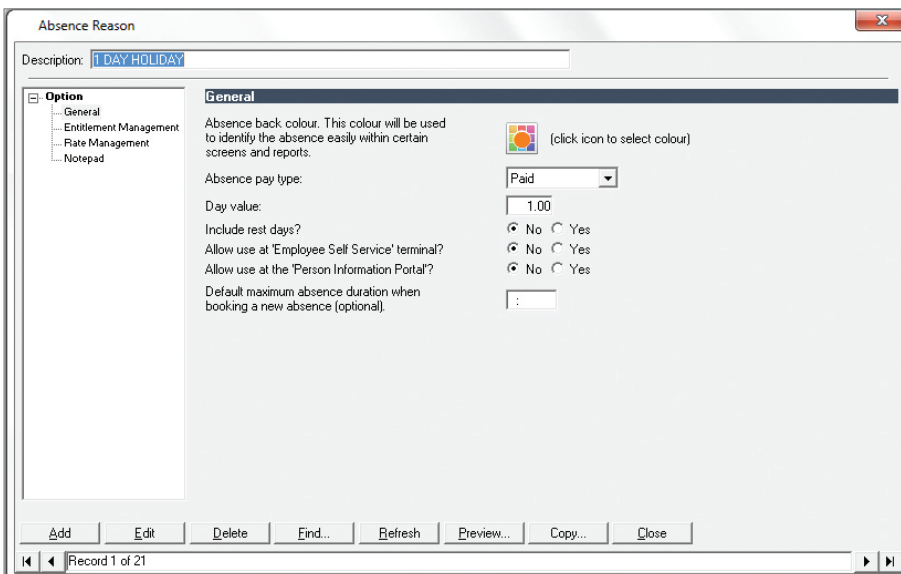 Absence Reason
Description: 1 DAY HOLIDAY
Option
General
Entitlement Management
Rate Management
Notepad
General
Absence back colour. This colour will be used
to identify the absence easily within certain
screens and reports.
(click icon to select colour)
Absence pay type: Paid
Day value: 1.00
Include rest days? No Yes
Allow use at 'Employee Self Service' terminal? No Yes
Allow use at the 'Person Information Portal'? No Yes
Default maximum absence duration when
booking a new absence (optional). :
Add Edit Delete Find... Refresh Preview... Copy... Close
Record 1 of 21